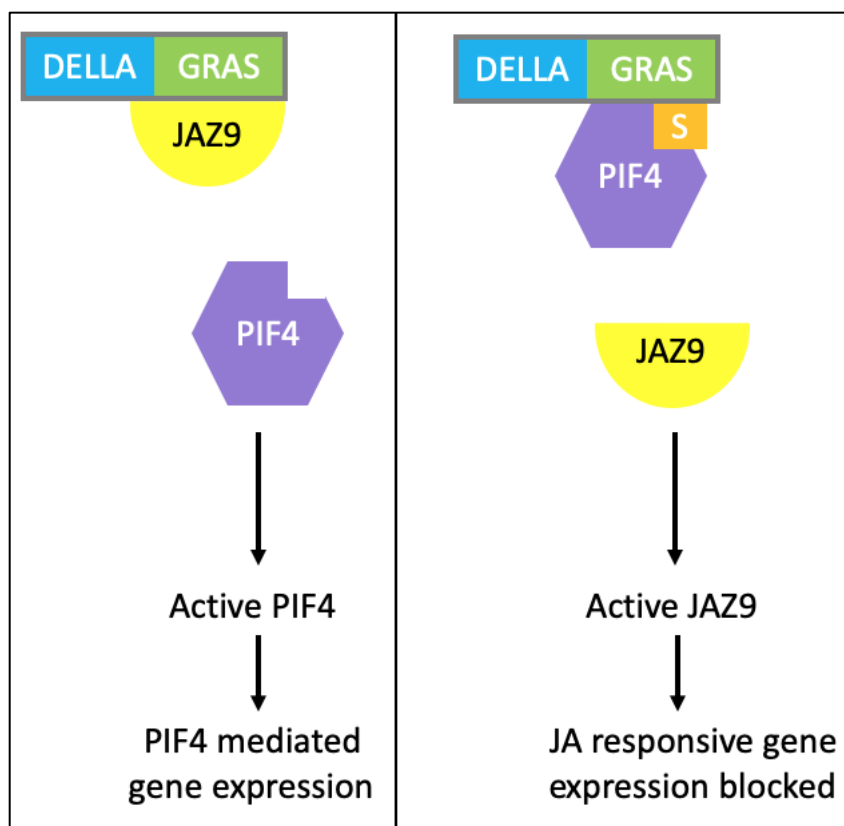 DELLA GRAS
JAZ9
PIF4
Active PIF4
PIF4 mediated
gene expression
DELLA GRAS
S
PIF4
JAZ9
Active JAZ9
JA responsive gene
expression blocked